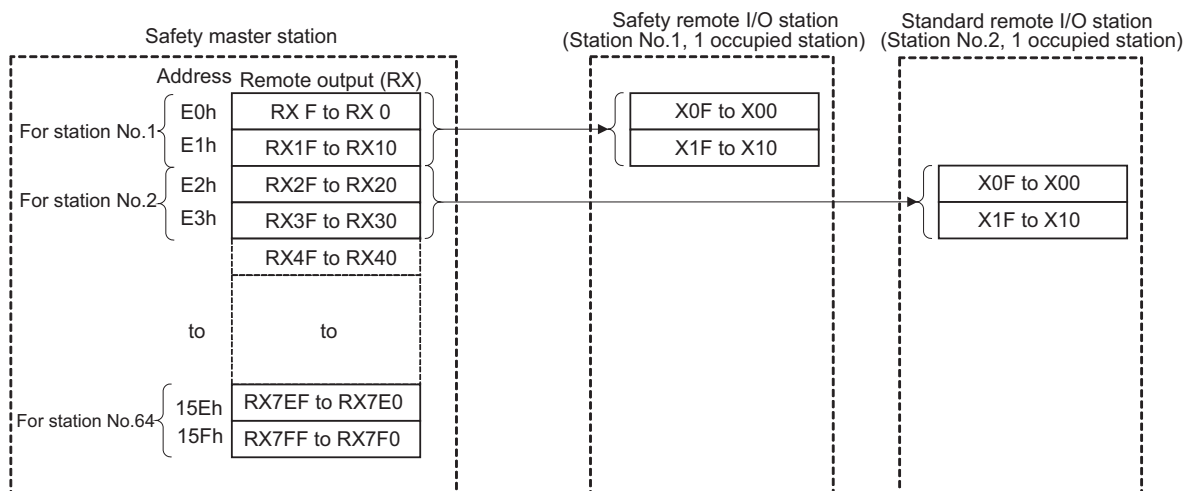 Safety master station
Safety remote I/O station
(Station No.1, 1 occupied station)
Standard remote I/O station
(Station No.2, 1 occupied station)
Address Remote output (RX)
For station No.1
E0h RX F to RX 0
E1h RX1F to RX10
X0F to X00
X1F to X10
For station No.2
E2h RX2F to RX20
E3h RX3F to RX30
X0F to X00
X1F to X10
RX4F to RX40
to to
For station No.64
15Eh RX7EF to RX7E0
15Fh RX7FF to RX7F0